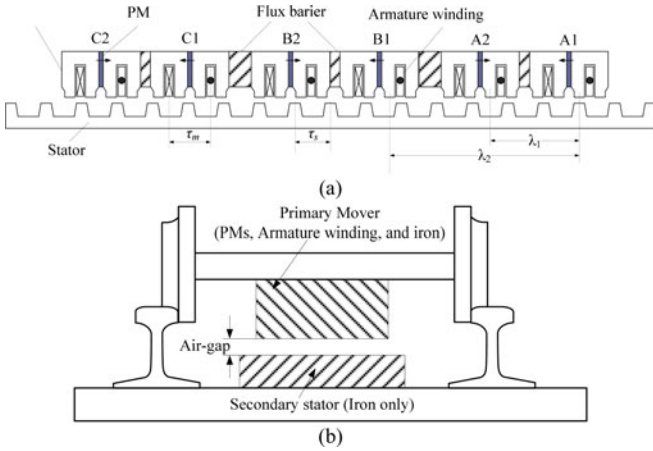 PM
Flux barier
Armature winding
C2
C1
B2
B1
A2
A1
Stator
τm
τs
λ1
λ2
(a)
Primary Mover
(PMs, Armature winding, and iron)
Air-gap
Secondary stator (Iron only)
(b)